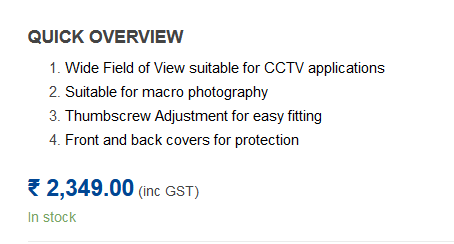 QUICK OVERVIEW
1. Wide Field of View suitable for CCTV applications
2. Suitable for macro photography
3. Thumbscrew Adjustment for easy fitting
4. Front and back covers for protection
₹ 2,349.00 (inc GST)
In stock